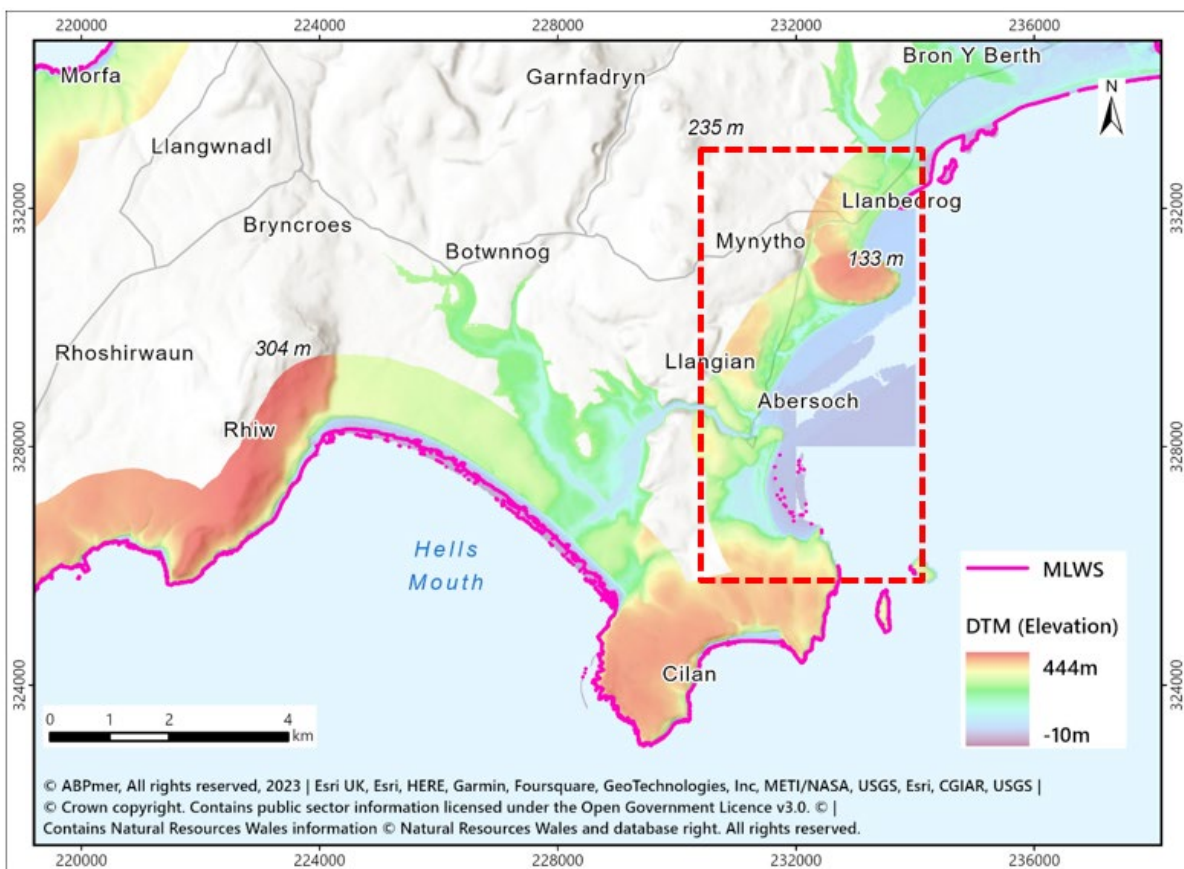 220000 224000 228000 232000 236000
Bron Y Berth
Morfa
Garnfadryn
N
235 m
Llangwnadl
332000 332000
Llanbedrog
Bryncroes
Mynytho
Botwnnog
133 m
Rhoshirwaun
304 m
Llangian
Abersoch
Rhiw
328000 328000
Hells
Mouth
MLWS
DTM (Elevation)
444m
-10m
Cilan
324000 324000
0 1 2 4
km
© ABPmer, All rights reserved, 2023 | Esri UK, Esri, HERE, Garmin, Foursquare, GeoTechnologies, Inc, METI/NASA, USGS, Esri, CGIAR, USGS |
© Crown copyright. Contains public sector information licensed under the Open Government Licence v3.0. © |
Contains Natural Resources Wales information © Natural Resources Wales and database right. All rights reserved.
220000 224000 228000 232000 236000